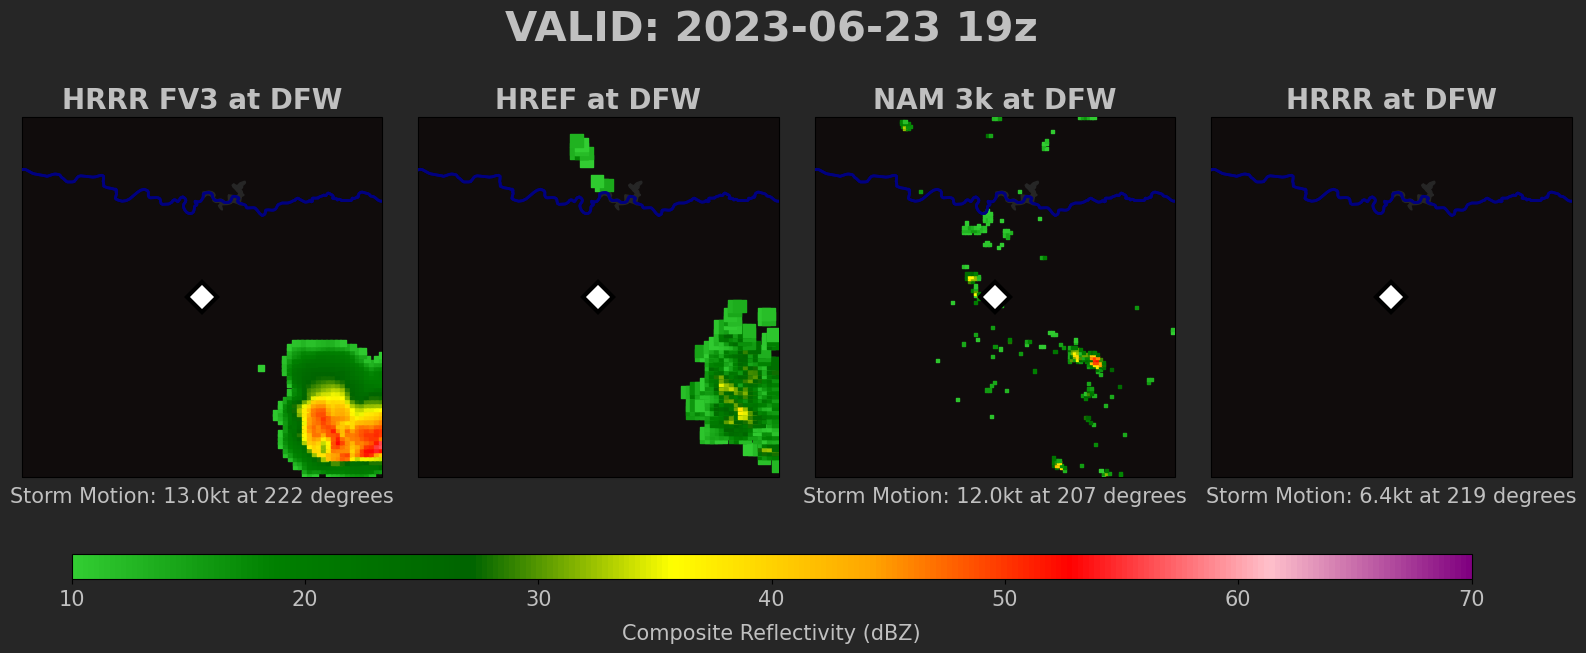 VALID: 2023-06-23 19z
HRRR FV3 at DFW
HREF at DFW
NAM 3k at DFW
HRRR at DFW
Storm Motion: 13.0kt at 222 degrees
Storm Motion: 12.0kt at 207 degrees
Storm Motion: 6.4kt at 219 degrees
10 20 30 40 50 60 70
Composite Reflectivity (dBZ)